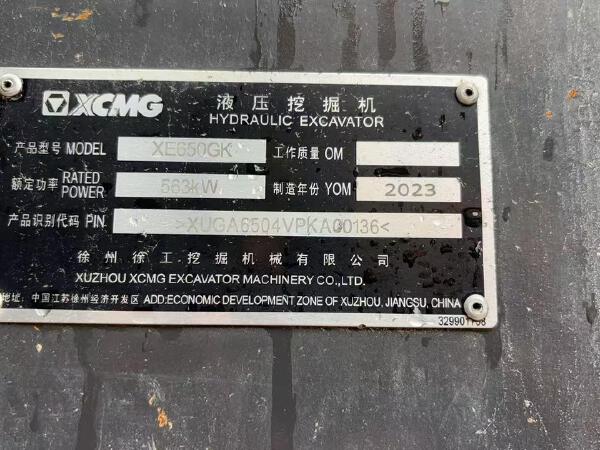 XCMG 液压挖掘机
HYDRAULIC EXCAVATOR
产品型号 MODEL XE650GK 工作质量 OM
额定功率 RATED POWER 563kW 制造年份 YOM 2023
产品识别代码 PIN >XUGA6504VPKA00136<
徐州徐工挖掘机械有限公司
XUZHOU XCMG EXCAVATOR MACHINERY CO.,LTD.
地址: 中国江苏徐州经济开发区 ADD:ECONOMIC DEVELOPMENT ZONE OF XUZHOU, JIANGSU, CHINA